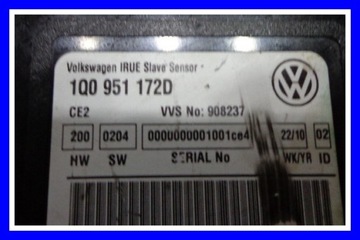 Volkswagen IRUE Slave Sensor
1Q0 951 172D
CE2 VVS No: 908237
200 0204 0000000001001ce4 22/10 02
HW SW SERIAL No WK/YR ID